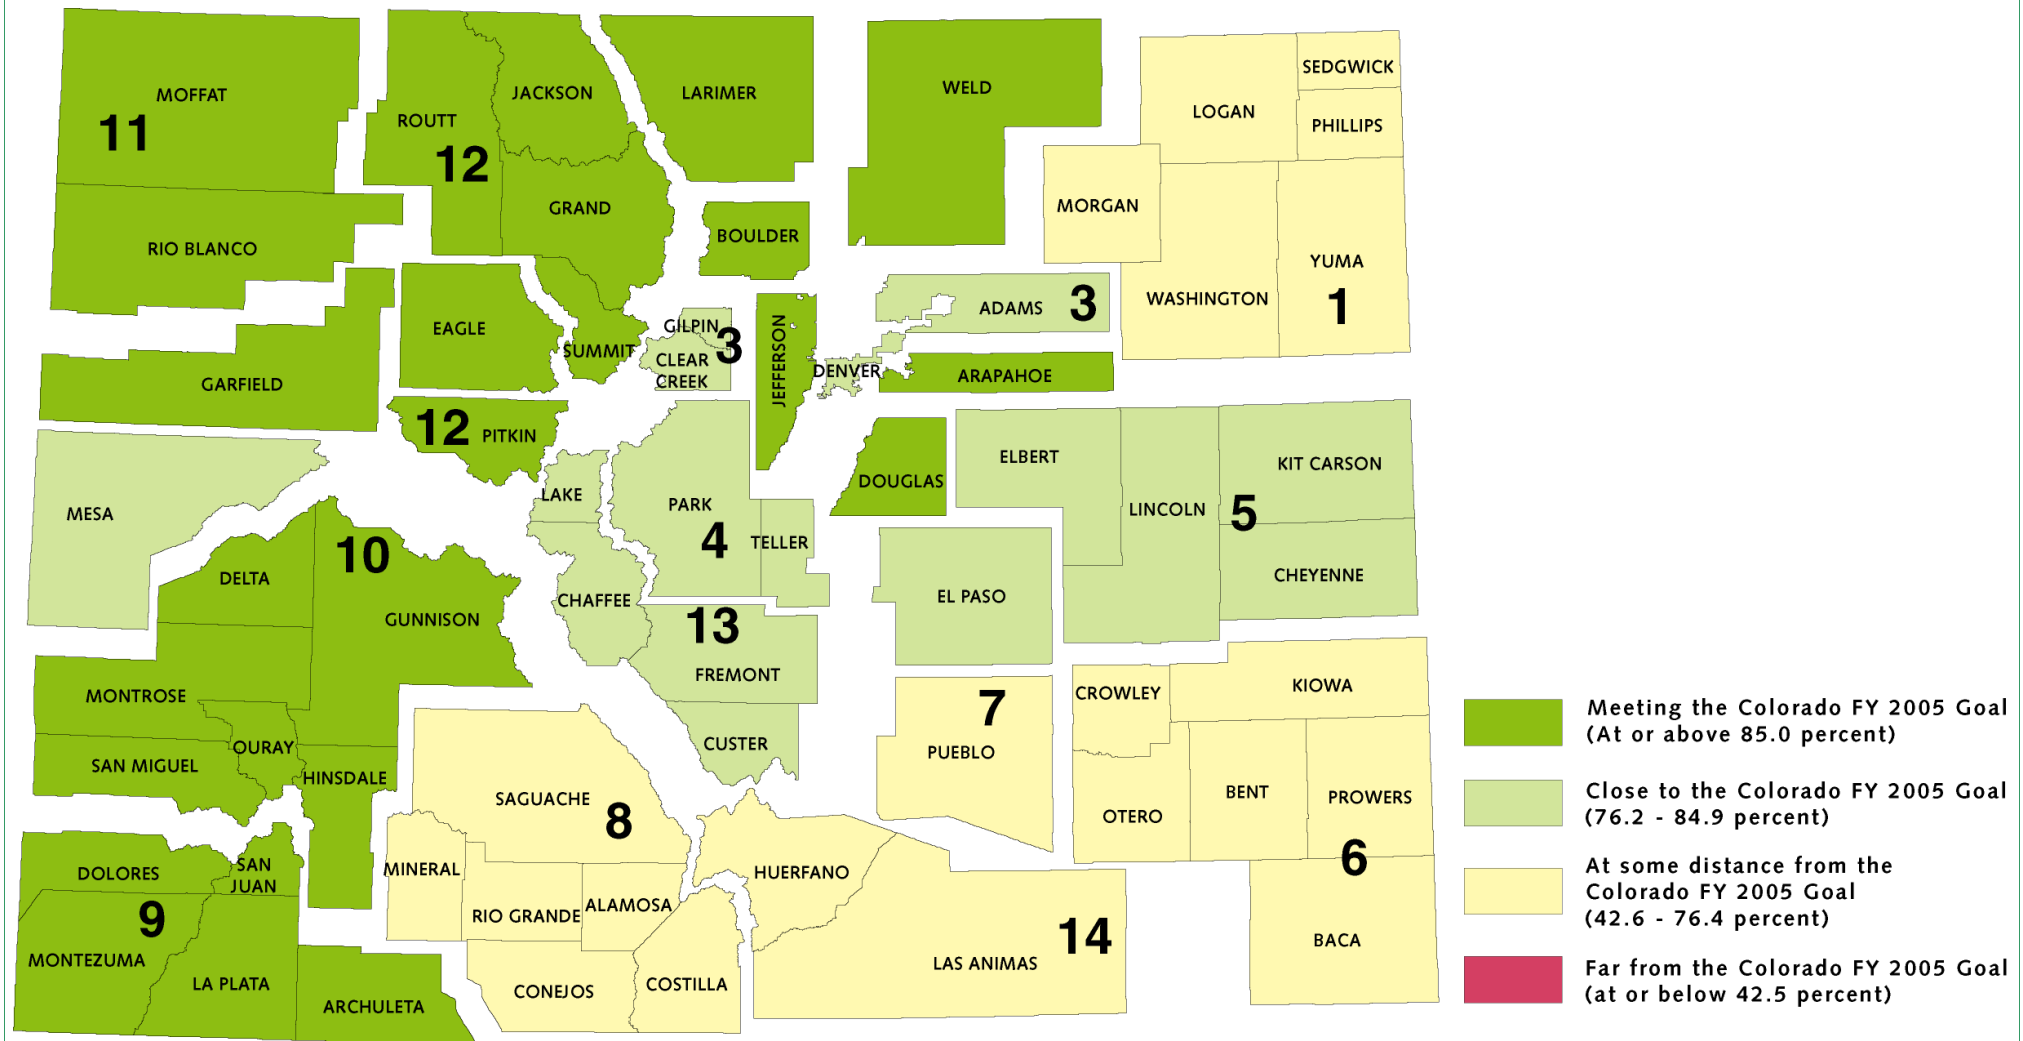 MOFFAT
11
ROUTT
12
JACKSON
LARIMER
WELD
LOGAN
SEDGWICK
PHILLIPS
RIO BLANCO
GRAND
BOULDER
MORGAN
YUMA
WASHINGTON
1
EAGLE
SUMMIT
GILPIN
3
CLEAR
CREEK
JEFFERSON
ADAMS
3
DENVER
ARAPAHOE
GARFIELD
12
PITKIN
MESA
LAKE
PARK
4
TELLER
DOUGLAS
ELBERT
LINCOLN
KIT CARSON
5
CHEYENNE
10
DELTA
GUNNISON
CHAFFEE
13
FREMONT
EL PASO
MONTROSE
OURAY
SAN MIGUEL
HINSDALE
CUSTER
7
PUEBLO
CROWLEY
KIOWA
SAGUACHE
8
OTERO
BENT
PROWERS
6
DOLORES
SAN
JUAN
MINERAL
RIO GRANDE
ALAMOSA
HUERFANO
9
MONTEZUMA
LA PLATA
ARCHULETA
CONEJOS
COSTILLA
LAS ANIMAS
14
BACA
Meeting the Colorado FY 2005 Goal
(At or above 85.0 percent)
Close to the Colorado FY 2005 Goal
(76.2 - 84.9 percent)
At some distance from the
Colorado FY 2005 Goal
(42.6 - 76.4 percent)
Far from the Colorado FY 2005 Goal
(at or below 42.5 percent)